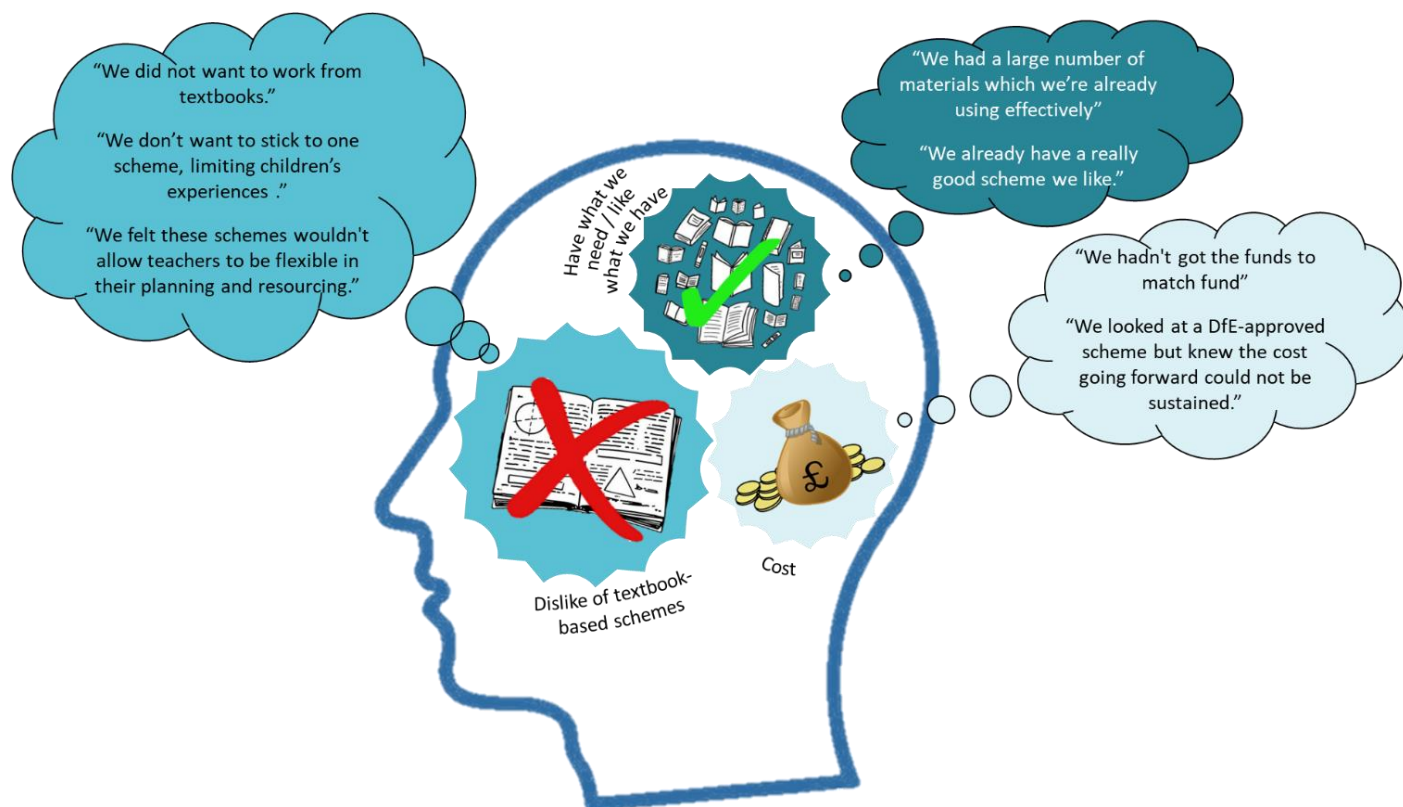 “We did not want to work from
textbooks.”
“We don’t want to stick to one
scheme, limiting children’s
experiences .”
“We felt these schemes wouldn't
allow teachers to be flexible in
their planning and resourcing.”
“We had a large number of
materials which we’re already
using effectively”
“We already have a really
good scheme we like.”
“We hadn't got the funds to
match fund”
“We looked at a DfE-approved
scheme but knew the cost
going forward could not be
sustained.”
Have what we
need / like
what we have
£
Cost
Dislike of textbook-
based schemes